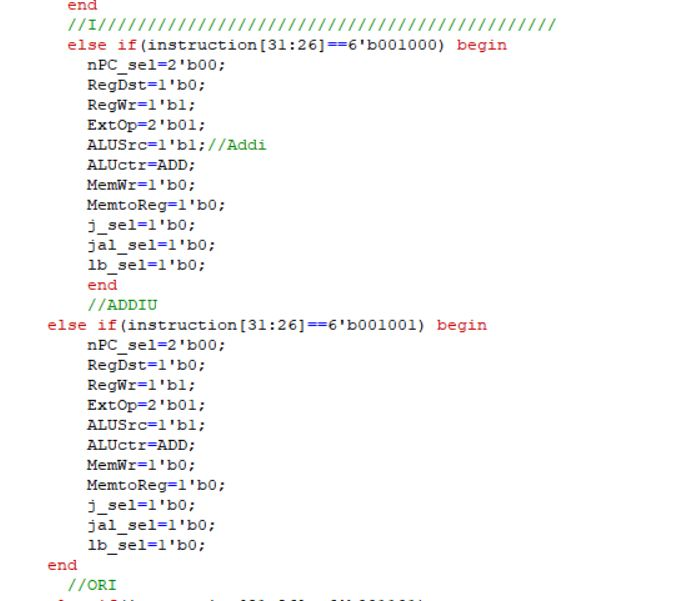 end
//I//////////////////////////////////////////////
else if(instruction[31:26]==6'b001000) begin
nPC_sel=2'b00;
RegDst=1'b0;
RegWr=1'b1;
ExtOp=2'b01;
ALUSrc=1'b1;//Addi
ALUctr=ADD;
MemWr=1'b0;
MemtoReg=1'b0;
j_sel=1'b0;
jal_sel=1'b0;
lb_sel=1'b0;
end
//ADDIU
else if(instruction[31:26]==6'b001001) begin
nPC_sel=2'b00;
RegDst=1'b0;
RegWr=1'b1;
ExtOp=2'b01;
ALUSrc=1'b1;
ALUctr=ADD;
MemWr=1'b0;
MemtoReg=1'b0;
j_sel=1'b0;
jal_sel=1'b0;
lb_sel=1'b0;
end
//ORI